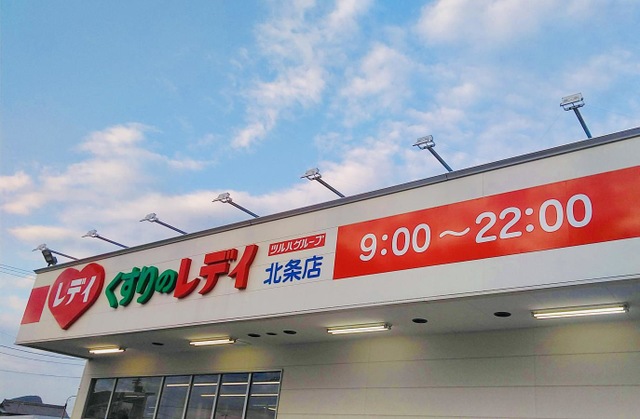 レデイ
くすりのレデイ
ツルハグループ
北条店
9:00～22:00